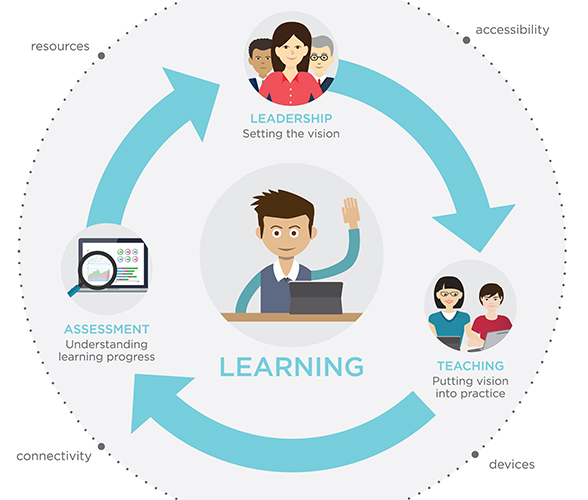 resources
accessibility
LEADERSHIP
Setting the vision
ASSESSMENT
Understanding
learning progress
LEARNING
TEACHING
Putting vision
into practice
connectivity
devices